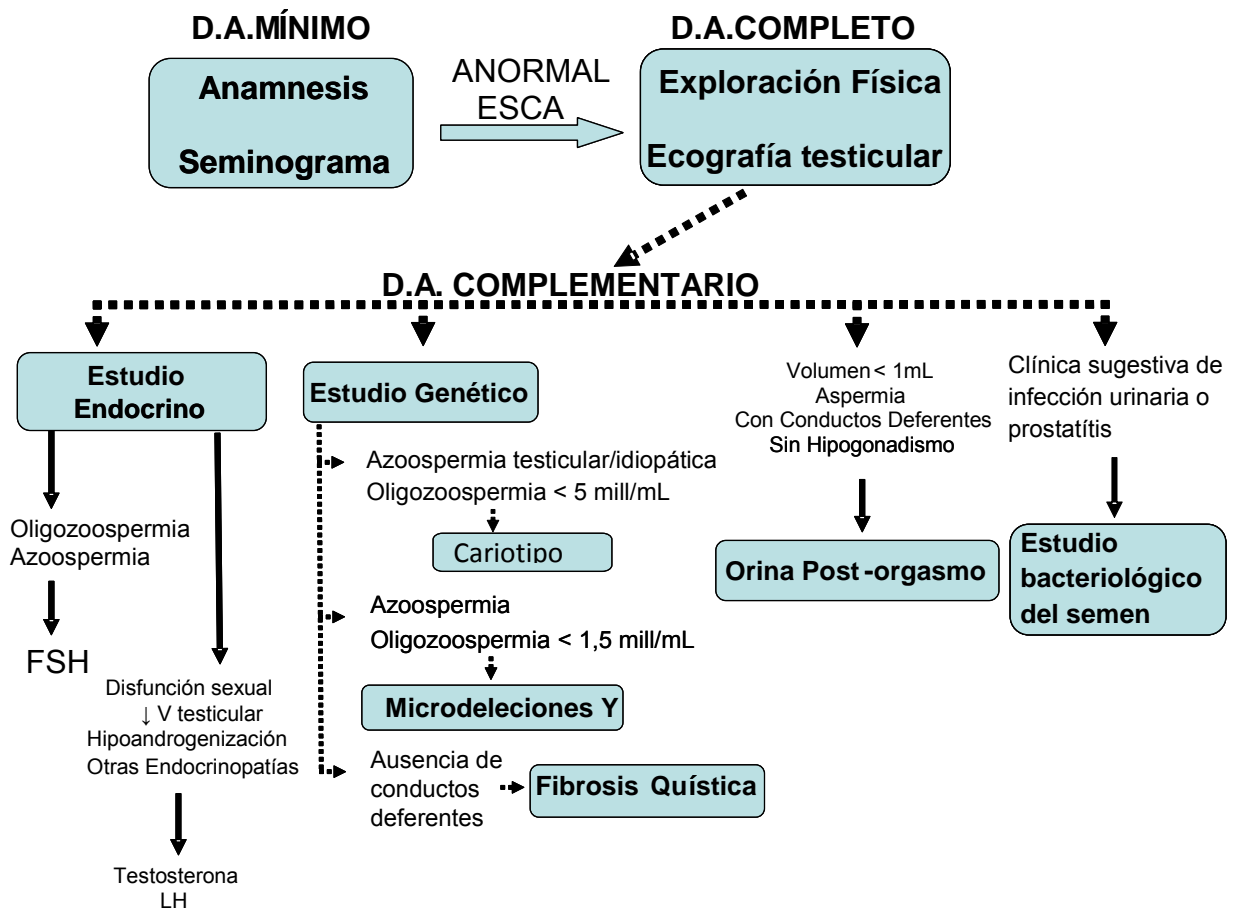 D.A.MÍNIMO
Anamnesis
Seminograma
ANORMAL
ESCA
D.A.COMPLETO
Exploración Física
Ecografía testicular
D.A. COMPLEMENTARIO
Estudio
Endocrino
Oligozoospermia
Azoospermia
FSH
Disfunción sexual
↓ V testicular
Hipoandrogenización
Otras Endocrinopatías
Testosterona
LH
Estudio Genético
Azoospermia testicular/idiopática
Oligozoospermia < 5 mill/mL
Cariotipo
Azoospermia
Oligozoospermia < 1,5 mill/mL
Microdeleciones Y
Ausencia de
conductos
deferentes
Fibrosis Quística
Volumen < 1mL
Aspermia
Con Conductos Deferentes
Sin Hipogonadismo
Orina Post -orgasmo
Clínica sugestiva de
infección urinaria o
prostatítis
Estudio
bacteriológico
del semen